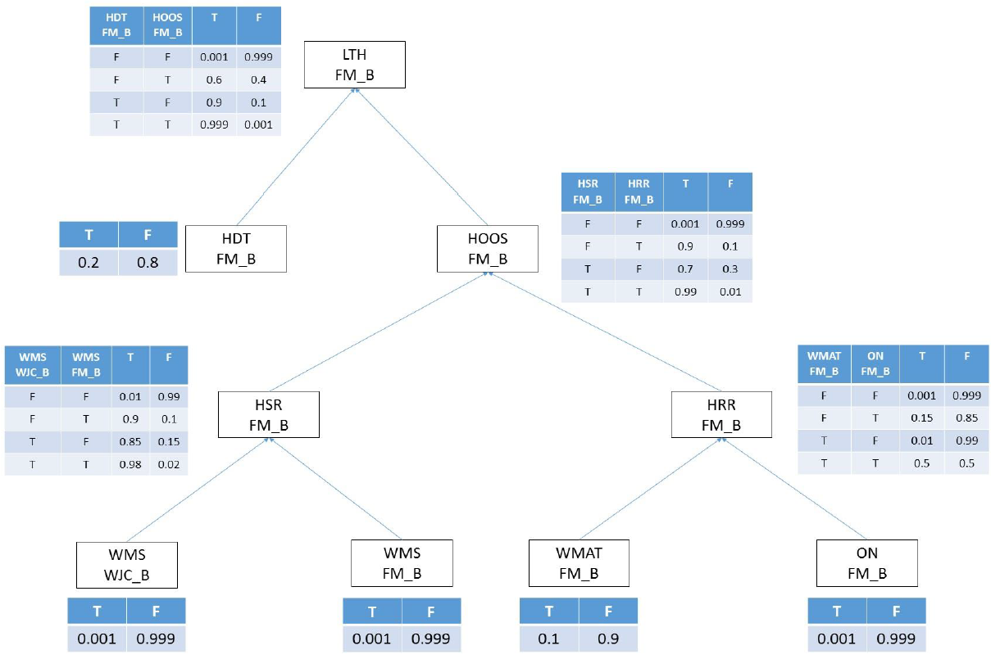 HDT HOOS T F
FM_B FM_B
F F 0.001 0.999
F T 0.6 0.4
T F 0.9 0.1
T T 0.999 0.001
LTH
FM_B
T F
0.2 0.8
HDT
FM_B
HOOS
FM_B
HSR HRR T F
FM_B FM_B
F F 0.001 0.999
F T 0.9 0.1
T F 0.7 0.3
T T 0.99 0.01
WMS WMS T F
WJC_B FM_B
F F 0.01 0.99
F T 0.9 0.1
T F 0.85 0.15
T T 0.98 0.02
HSR
FM_B
HRR
FM_B
WMAT ON T F
FM_B FM_B
F F 0.001 0.999
F T 0.15 0.85
T F 0.01 0.99
T T 0.5 0.5
WMS
WJC_B
T F
0.001 0.999
WMS
FM_B
T F
0.001 0.999
WMAT
FM_B
T F
0.1 0.9
ON
FM_B
T F
0.001 0.999